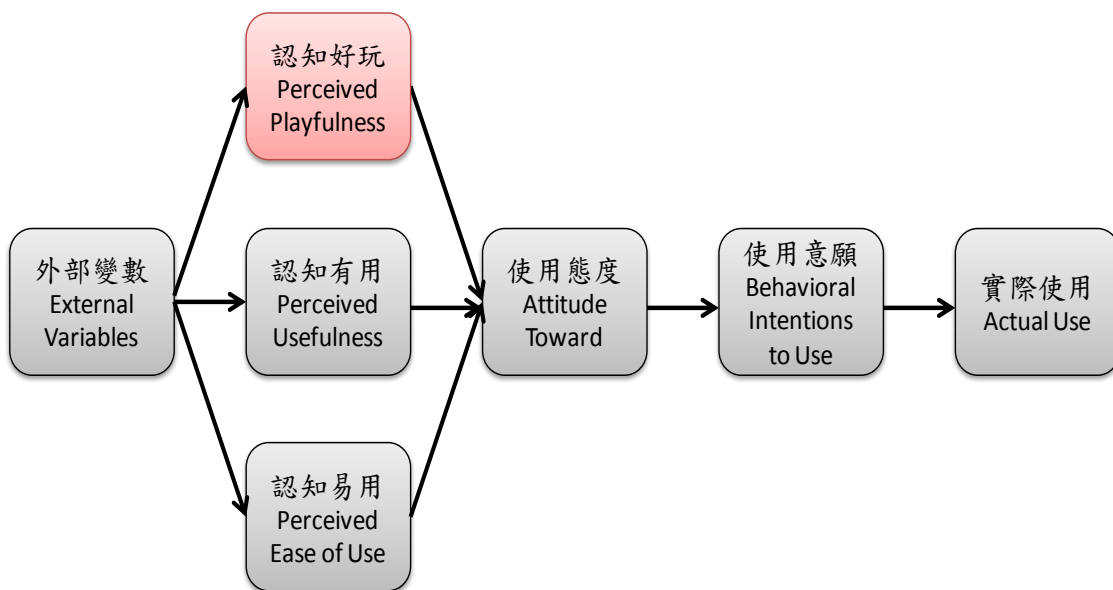 認知好玩
Perceived
Playfulness
外部變數
External
Variables
認知有用
Perceived
Usefulness
使用態度
Attitude
Toward
使用意願
Behavioral
Intentions
to Use
實際使用
Actual Use
認知易用
Perceived
Ease of Use